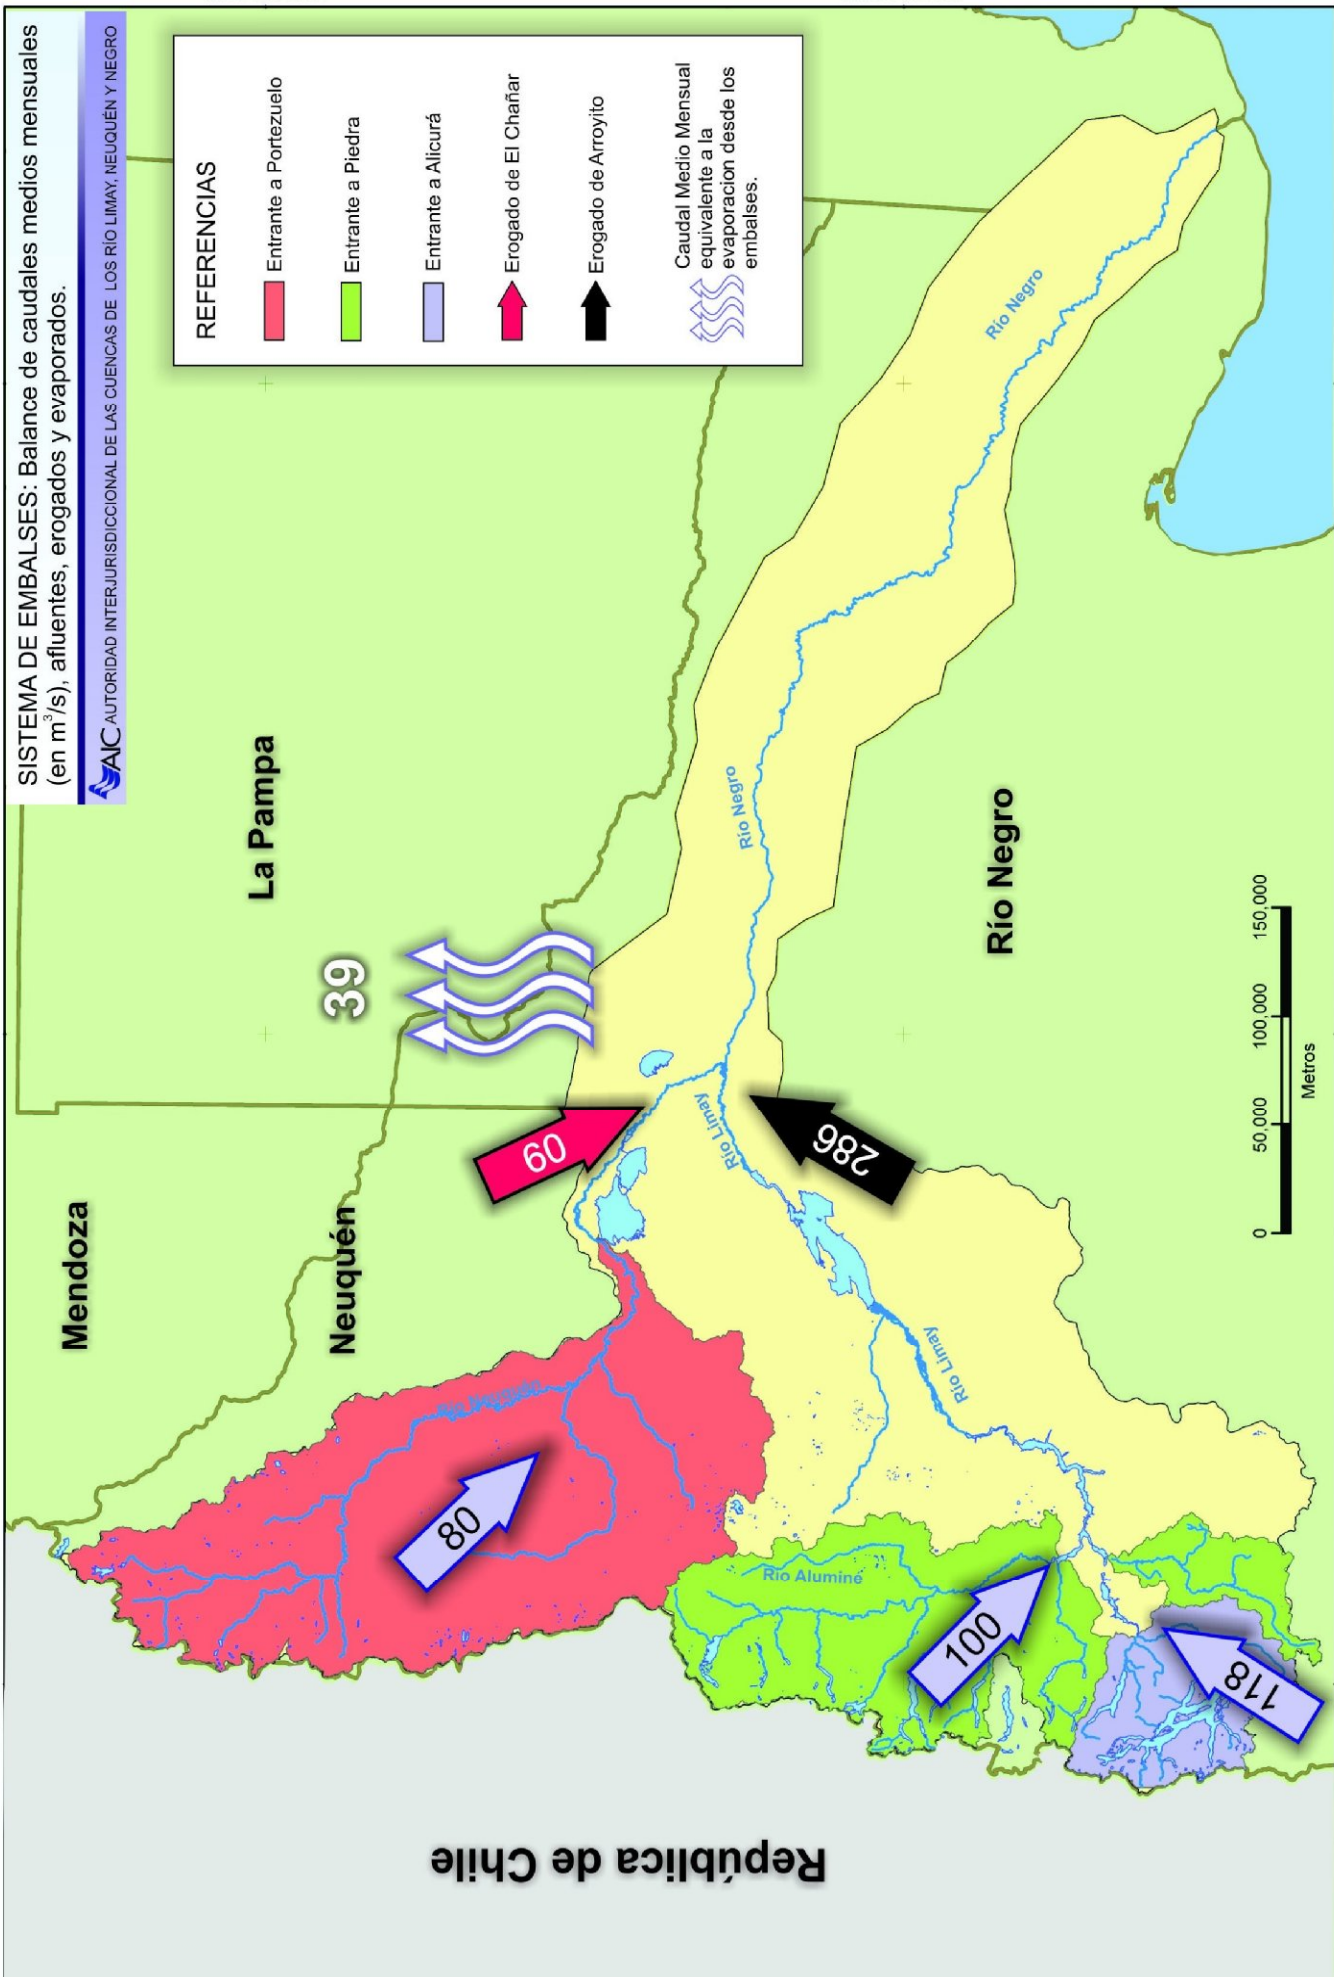 SISTEMA DE EMBALSES: Balance de caudales medios mensuales
(en m³/s), afluentes, erogados y evaporados.
AIC AUTORIDAD INTERJURISDICCIONAL DE LAS CUENCAS DE LOS RÍO LIMAY, NEUQUÉN Y NEGRO
REFERENCIAS
Entrante a Portezuelo
Entrante a Piedra
Entrante a Alicurá
Erogado de El Chañar
Erogado de Arroyito
Caudal Medio Mensual
equivalente a la
evaporacion desde los
embalses.
Mendoza
La Pampa
Neuquén
39
Río Neuquén
80
60
República de Chile
Río Negro
Río Limay
286
Río Negro
Río Limay
Río Aluminé
100
118
Río Negro
0
50,000
100,000
150,000
Metros